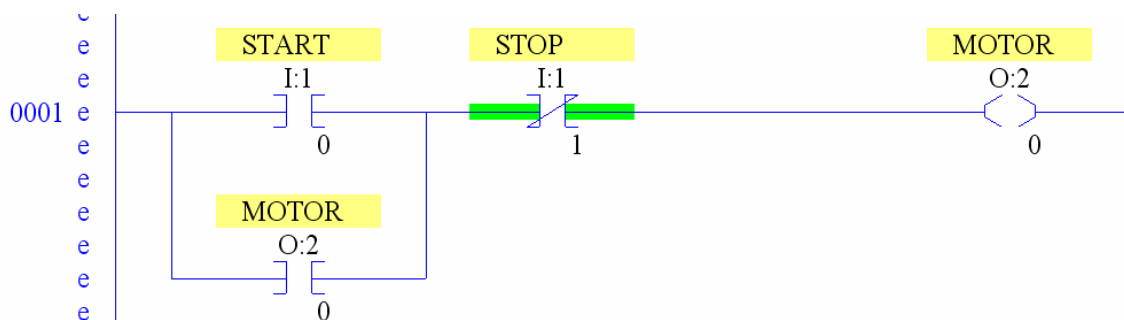 e
e START STOP MOTOR
e I:1 I:1 O:2
0001 e
e 0 1 0
e
e MOTOR
e O:2
e
e 0